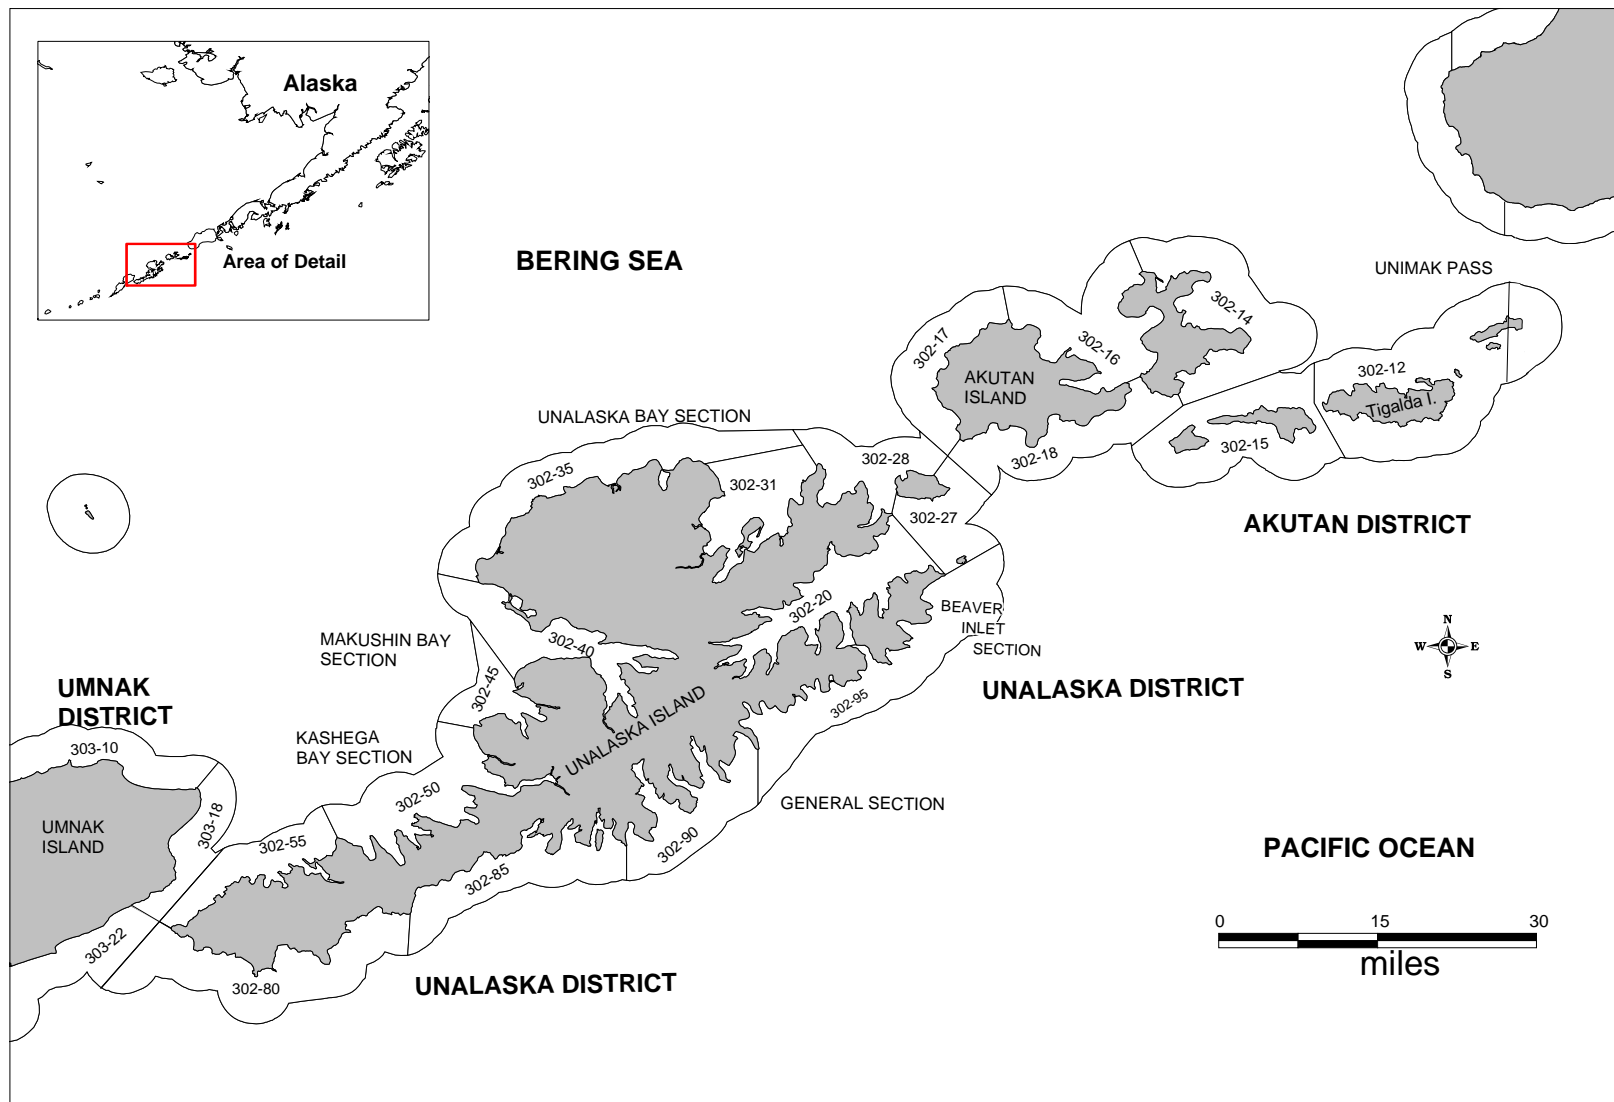 Alaska
Area of Detail
BERING SEA
UNIMAK PASS
302-14
302-17
302-16
302-12
AKUTAN
ISLAND
Tigalda I.
UNALASKA BAY SECTION
302-15
302-18
302-28
302-35
302-31
302-27
AKUTAN DISTRICT
302-20
BEAVER
INLET
SECTION
N
W
E
S
MAKUSHIN BAY
SECTION
302-40
302-45
UNALASKA DISTRICT
302-95
UMNAK
DISTRICT
UNALASKA ISLAND
KASHEGA
BAY SECTION
303-10
302-50
GENERAL SECTION
303-18
UMNAK
ISLAND
302-55
302-90
PACIFIC OCEAN
302-85
303-22
302-80
UNALASKA DISTRICT
0
15
30
miles